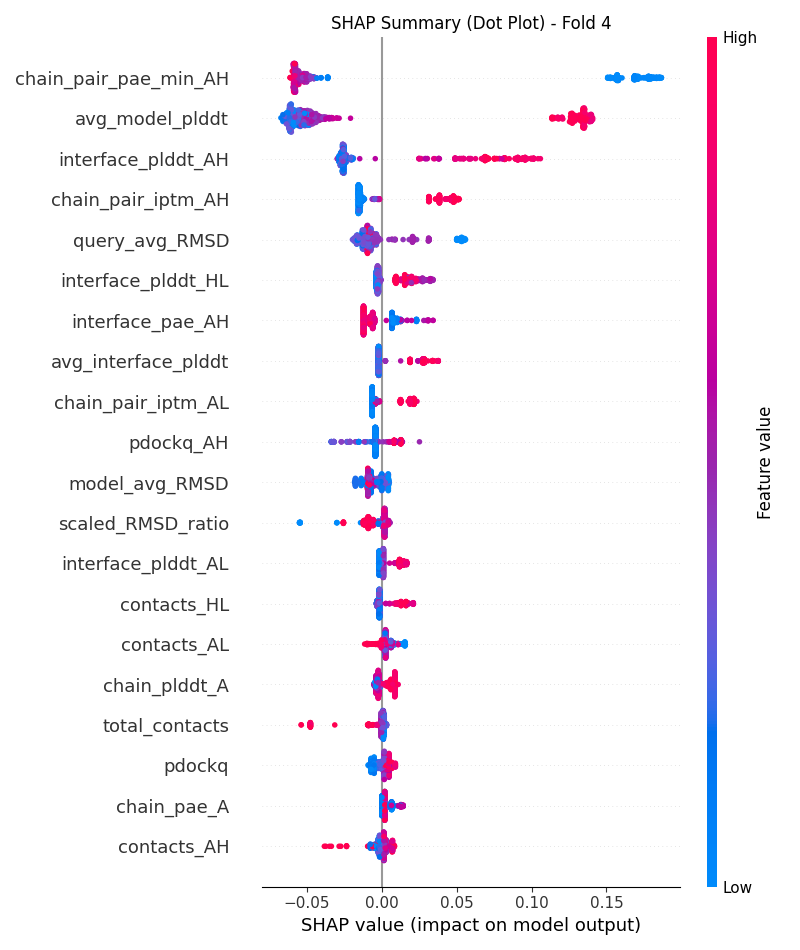 SHAP Summary (Dot Plot) - Fold 4
High
chain_pair_pae_min_AH
avg_model_plddt
interface_plddt_AH
chain_pair_iptm_AH
query_avg_RMSD
interface_plddt_HL
interface_pae_AH
avg_interface_plddt
chain_pair_iptm_AL
pdockq_AH
model_avg_RMSD
scaled_RMSD_ratio
interface_plddt_AL
contacts_HL
contacts_AL
chain_plddt_A
total_contacts
pdockq
chain_pae_A
contacts_AH
Feature value
Low
−0.05 0.00 0.05 0.10 0.15
SHAP value (impact on model output)